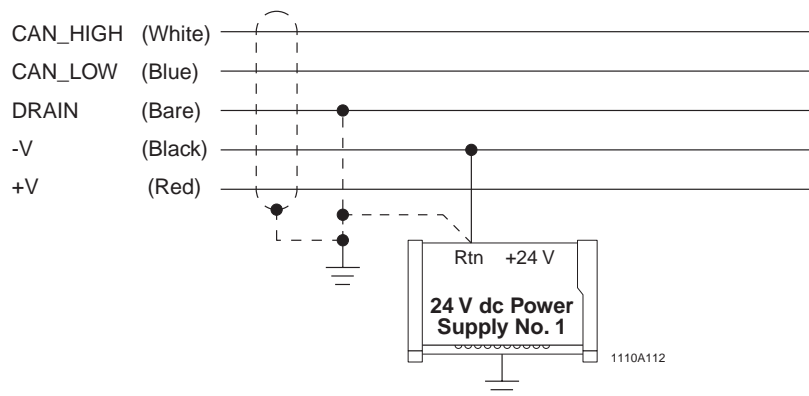 CAN_HIGH (White)
CAN_LOW (Blue)
DRAIN (Bare)
-V (Black)
+V (Red)
Rtn +24 V
24 V dc Power
Supply No. 1
1110A112